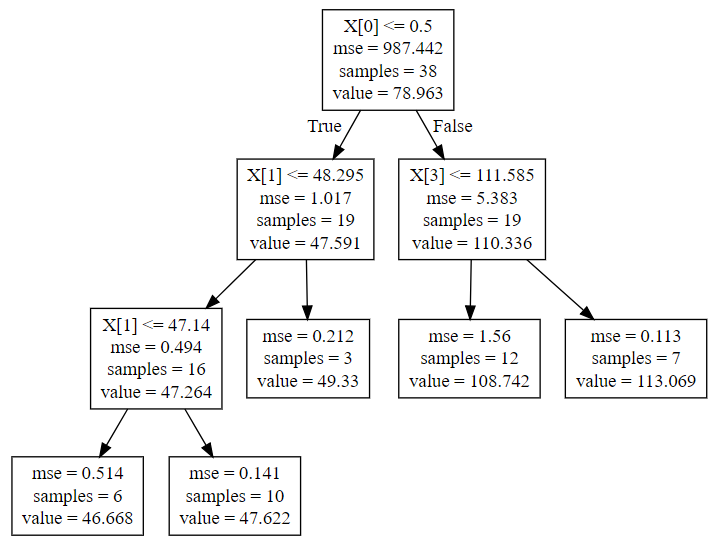 X[0] <= 0.5
mse = 987.442
samples = 38
value = 78.963
True
False
X[1] <= 48.295
mse = 1.017
samples = 19
value = 47.591
X[3] <= 111.585
mse = 5.383
samples = 19
value = 110.336
X[1] <= 47.14
mse = 0.494
samples = 16
value = 47.264
mse = 0.212
samples = 3
value = 49.33
mse = 1.56
samples = 12
value = 108.742
mse = 0.113
samples = 7
value = 113.069
mse = 0.514
samples = 6
value = 46.668
mse = 0.141
samples = 10
value = 47.622